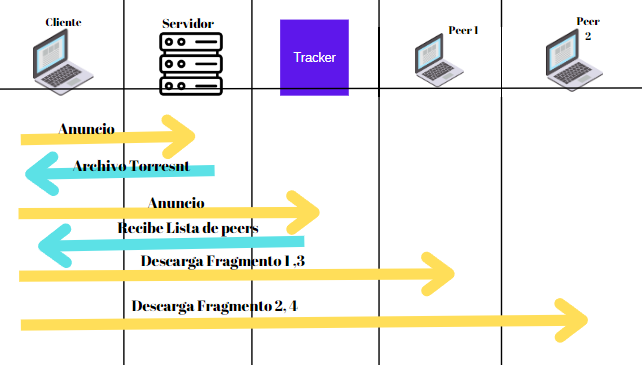 Cliente
Servidor
Tracker
Peer 1
Peer
2
Anuncio
Archivo Torresnt
Anuncio
Recibe Lista de peers
Descarga Fragmento 1 ,3
Descarga Fragmento 2, 4